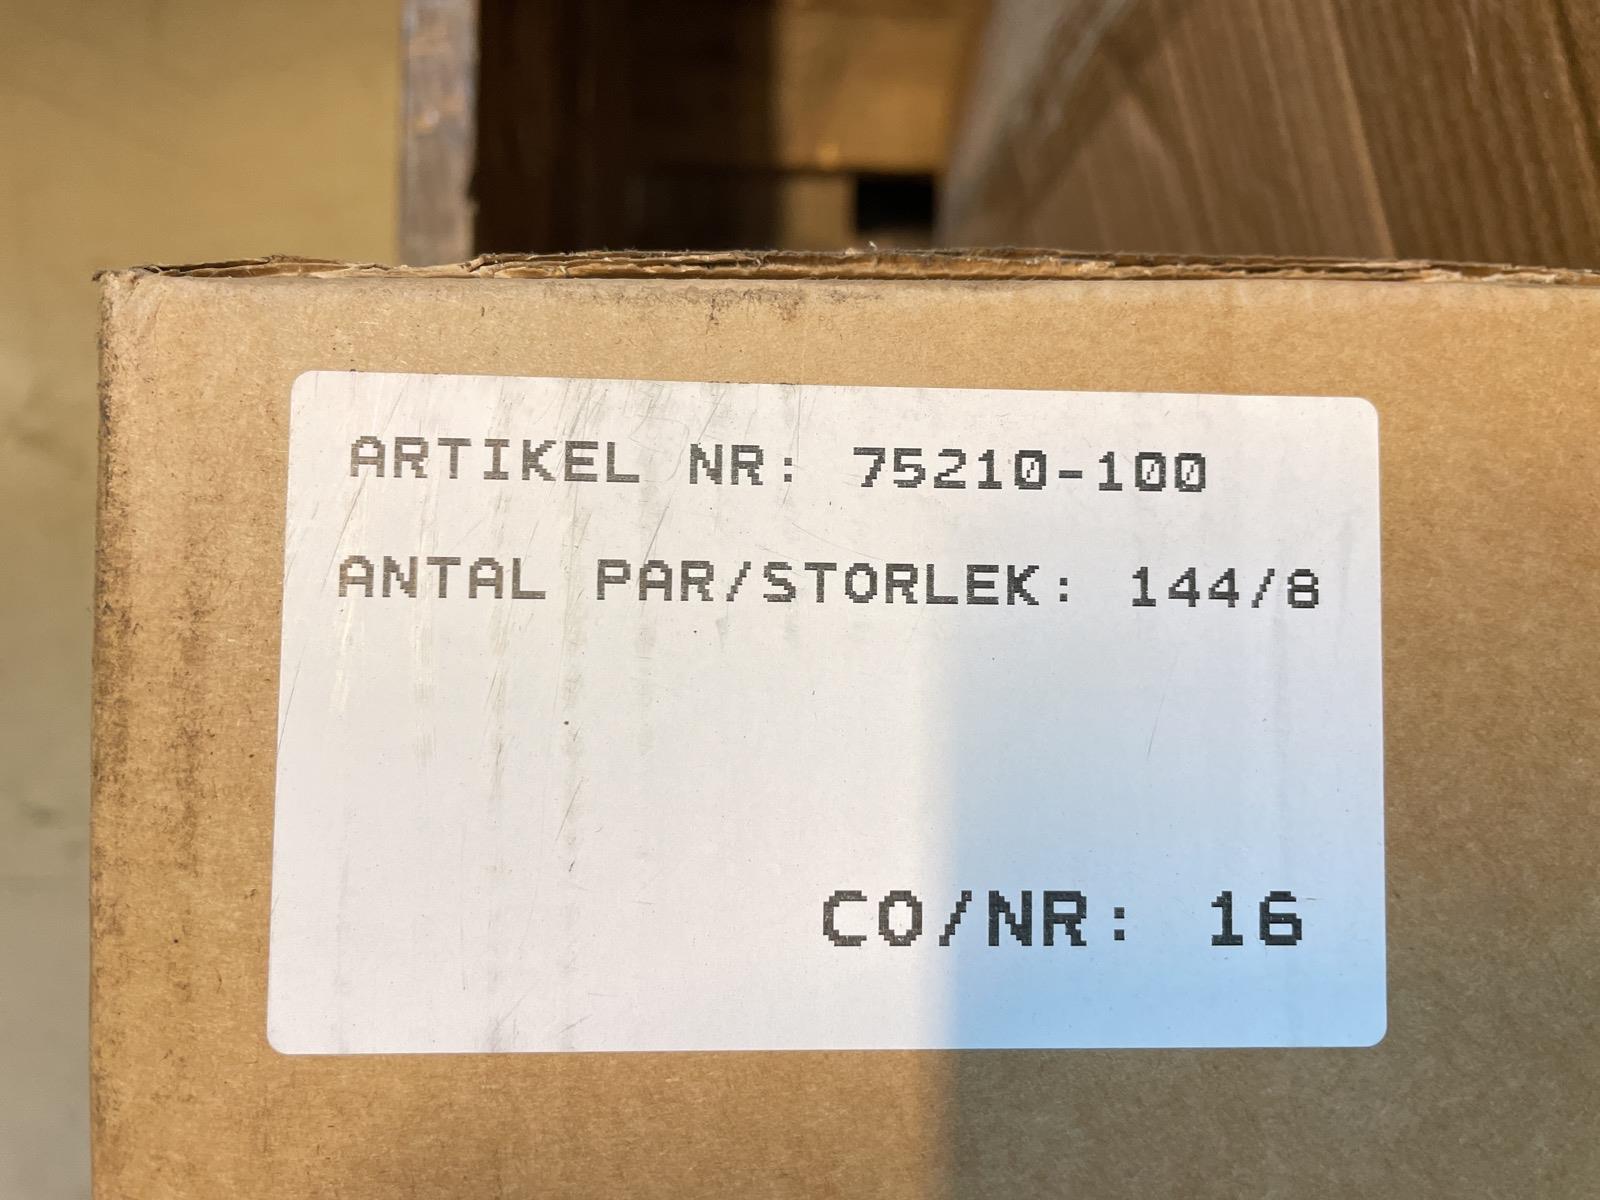 ARTIKEL NR: 75210-100
ANTAL PAR/STORLEK: 144/8
CO/NR: 16